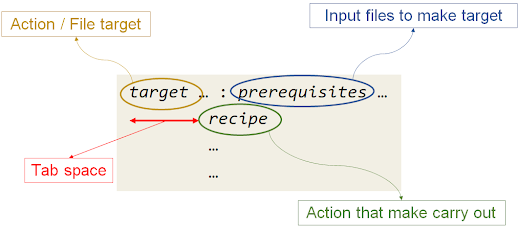 Action / File target
Input files to make target
target … : prerequisites …
recipe
…
…
Tab space
Action that make carry out